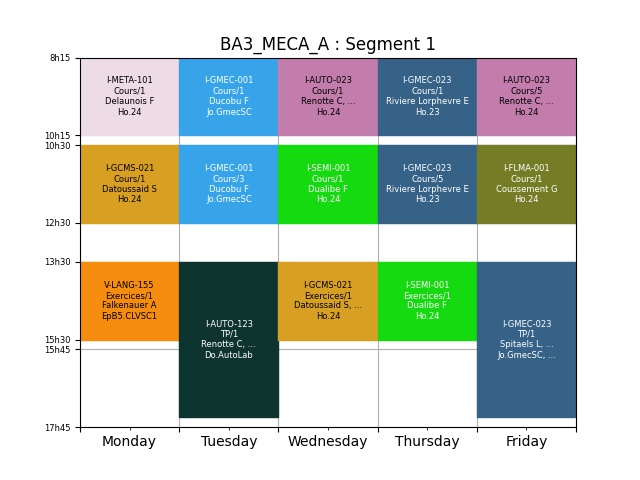 BA3_MECA_A : Segment 1
8h15
I-META-101
Cours/1
Delaunois F
Ho.24
I-GMEC-001
Cours/1
Ducobu F
Jo.GmecSC
I-AUTO-023
Cours/1
Renotte C, ...
Ho.24
I-GMEC-023
Cours/1
Riviere Lorphevre E
Ho.23
I-AUTO-023
Cours/5
Renotte C, ...
Ho.24
10h15
10h30
I-GCMS-021
Cours/1
Datoussaid S
Ho.24
I-GMEC-001
Cours/3
Ducobu F
Jo.GmecSC
I-SEMI-001
Cours/1
Dualibe F
Ho.24
I-GMEC-023
Cours/5
Riviere Lorphevre E
Ho.23
I-FLMA-001
Cours/1
Coussement G
Ho.24
12h30
13h30
V-LANG-155
Exercices/1
Falkenauer A
EpB5.CLVSC1
I-AUTO-123
TP/1
Renotte C, ...
Do.AutoLab
I-GCMS-021
Exercices/1
Datoussaid S, ...
Ho.24
I-SEMI-001
Exercices/1
Dualibe F
Ho.24
I-GMEC-023
TP/1
Spitaels L, ...
Jo.GmecSC, ...
15h30
15h45
17h45
Monday
Tuesday
Wednesday
Thursday
Friday